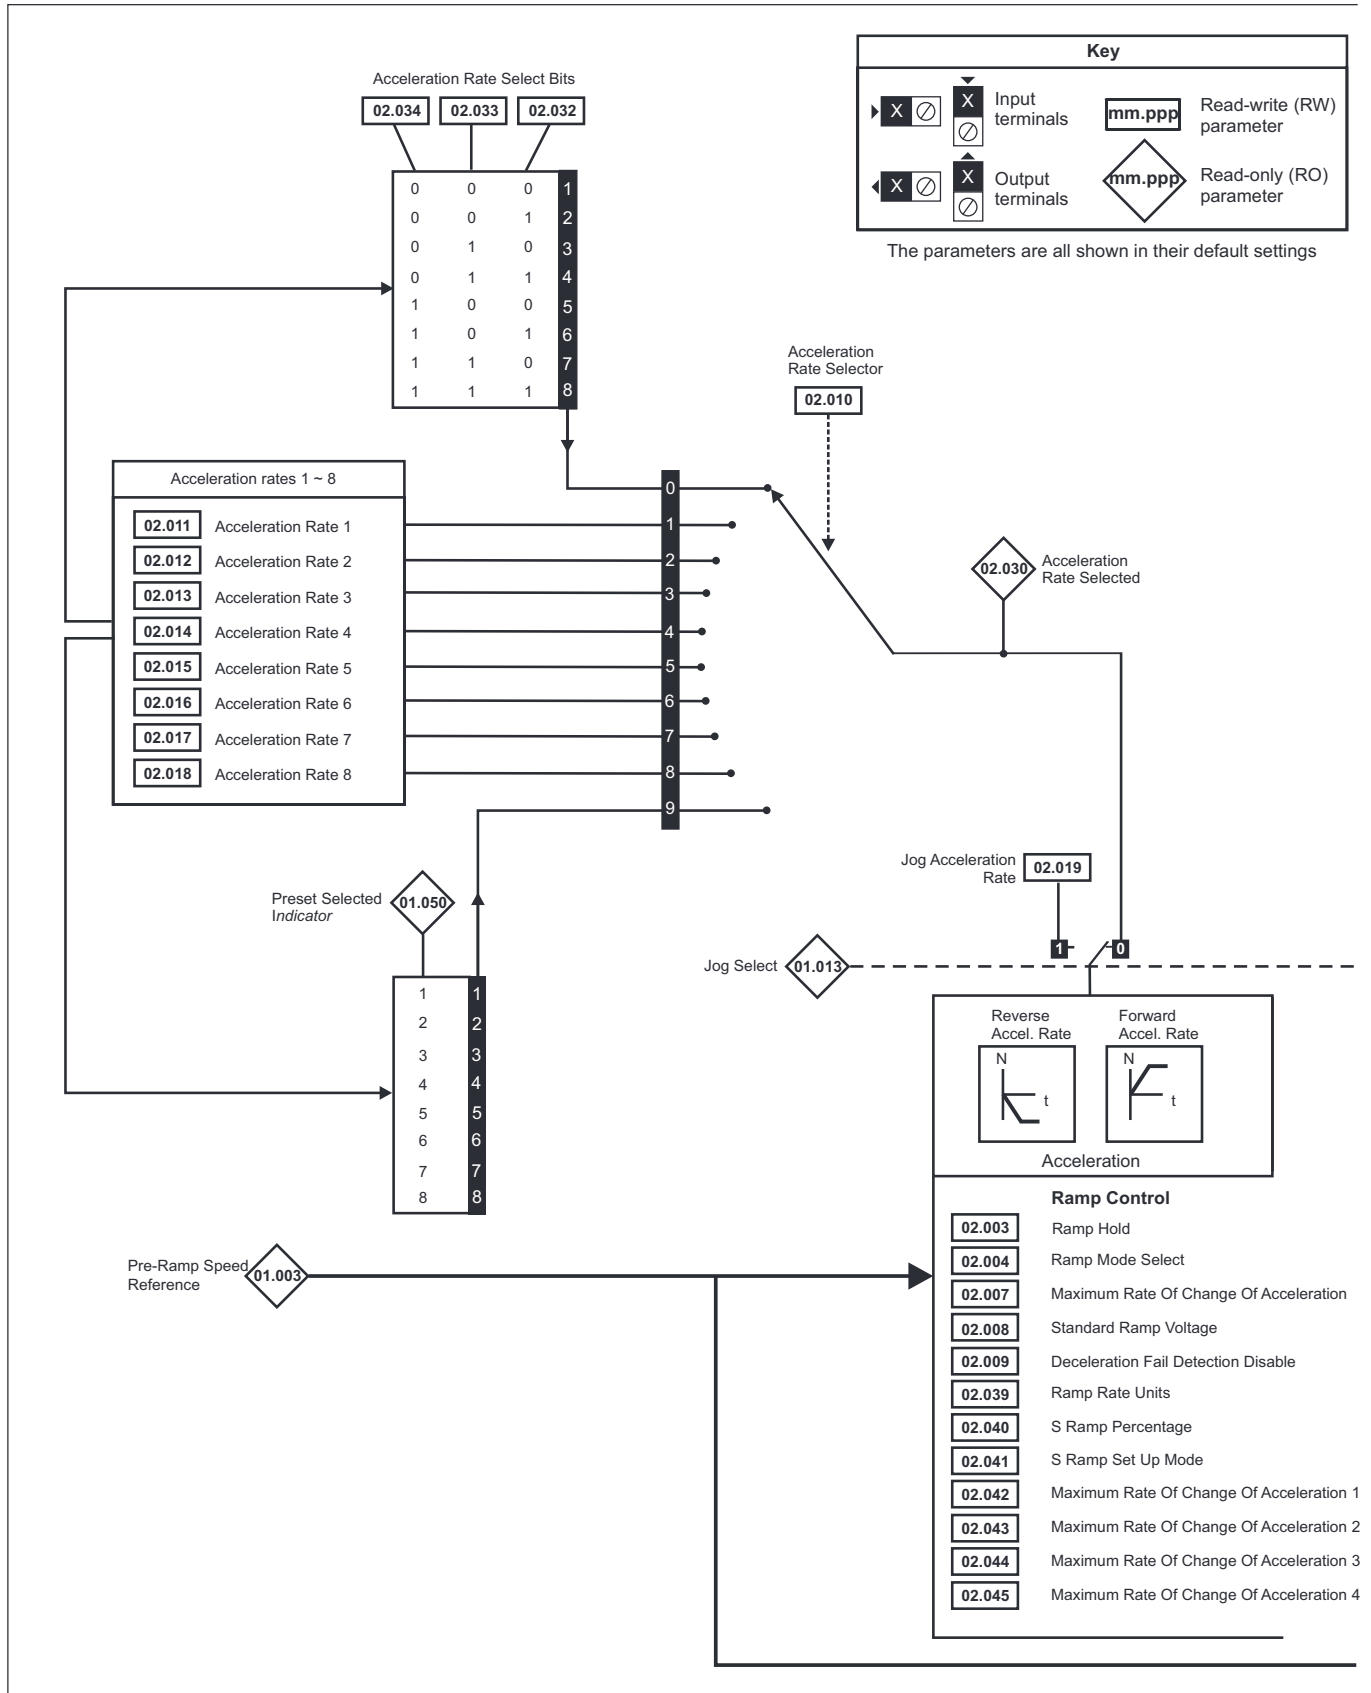 Key
X
X
Input
terminals
mm.ppp
Read-write (RW)
parameter
X
X
Output
terminals
mm.ppp
Read-only (RO)
parameter
The parameters are all shown in their default settings
Acceleration Rate Select Bits
02.034 02.033 02.032
0 0 0 1
0 0 1 2
0 1 0 3
0 1 1 4
1 0 0 5
1 0 1 6
1 1 0 7
1 1 1 8
Acceleration
Rate Selector
02.010
Acceleration rates 1 ~ 8
02.011 Acceleration Rate 1
02.012 Acceleration Rate 2
02.013 Acceleration Rate 3
02.014 Acceleration Rate 4
02.015 Acceleration Rate 5
02.016 Acceleration Rate 6
02.017 Acceleration Rate 7
02.018 Acceleration Rate 8
0
1
2
3
4
5
6
7
8
9
02.030
Acceleration
Rate Selected
Jog Acceleration
Rate
02.019
1 0
Jog Select 01.013
Preset Selected
Indicator
01.050
1 1
2 2
3 3
4 4
5 5
6 6
7 7
8 8
Reverse
Accel. Rate
N
t
Forward
Accel. Rate
N
t
Acceleration
Pre-Ramp Speed
Reference
01.003
Ramp Control
02.003 Ramp Hold
02.004 Ramp Mode Select
02.007 Maximum Rate Of Change Of Acceleration
02.008 Standard Ramp Voltage
02.009 Deceleration Fail Detection Disable
02.039 Ramp Rate Units
02.040 S Ramp Percentage
02.041 S Ramp Set Up Mode
02.042 Maximum Rate Of Change Of Acceleration 1
02.043 Maximum Rate Of Change Of Acceleration 2
02.044 Maximum Rate Of Change Of Acceleration 3
02.045 Maximum Rate Of Change Of Acceleration 4